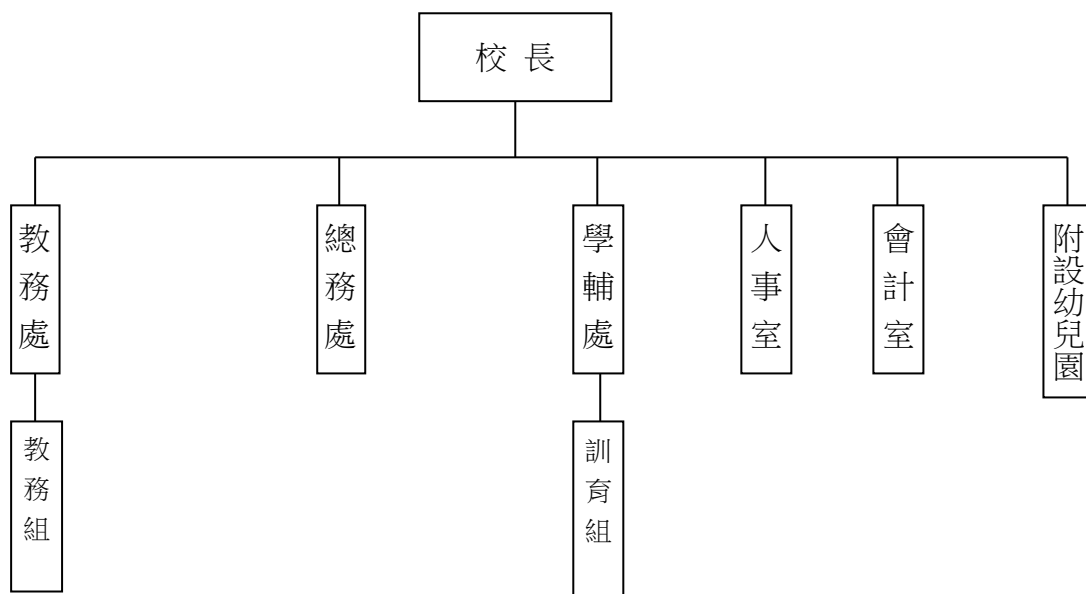 校 長
教務處
總務處
學輔處
人事室
會計室
附設幼兒園
教務組
訓育組